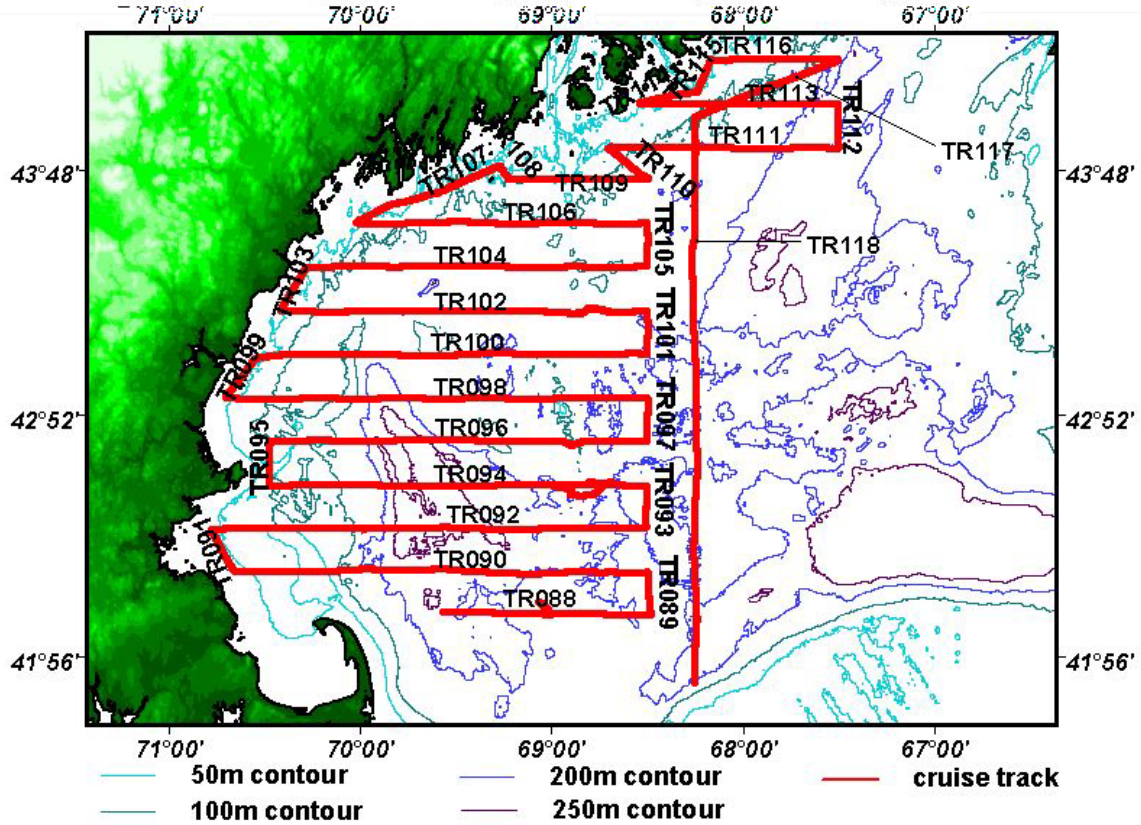 71°00' 70°00' 69°00' 68°00' 67°00'
TR116
TR113
TR112
TR111
TR117
43°48' 43°48'
TR107
108
TR110
TR109
TR106
TR105
TR118
TR104
TR103
TR102
TR101
TR100
TR099
TR098
TR097
42°52' 42°52'
TR096
TR095
TR094
TR093
TR092
TR091
TR090
TR089
TR088
41°56' 41°56'
71°00' 70°00' 69°00' 68°00' 67°00'
50m contour 200m contour cruise track
100m contour 250m contour